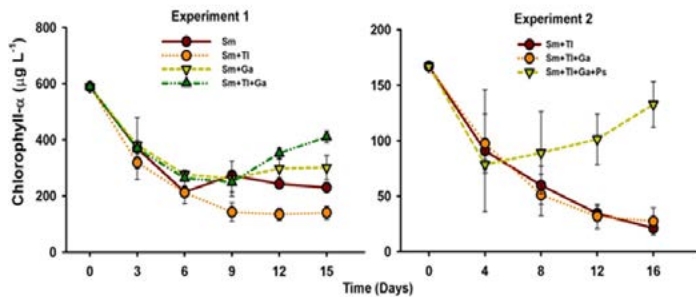 Experiment 1
Sm
Sm+Tl
Sm+Ga
Sm+Tl+Ga
Chlorophyll-α (μg L⁻¹)
800
600
400
200
0
0 3 6 9 12 15
Experiment 2
Sm+Tl
Sm+Tl+Ga
Sm+Tl+Ga+Ps
200
150
100
50
0
0 4 8 12 16
Time (Days)